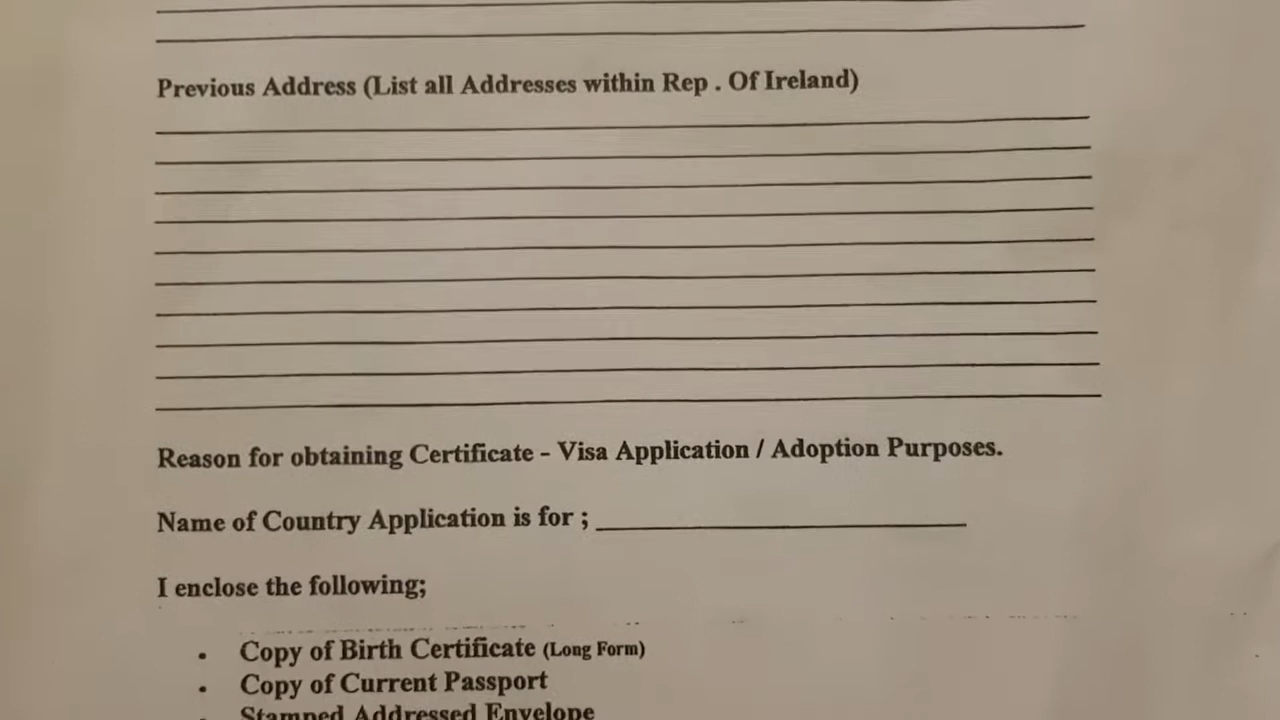 Previous Address (List all Addresses within Rep . Of Ireland)
Reason for obtaining Certificate - Visa Application / Adoption Purposes.
Name of Country Application is for ; ____________________
I enclose the following;
• Copy of Birth Certificate (Long Form)
• Copy of Current Passport
• Stamped Addressed Envelope